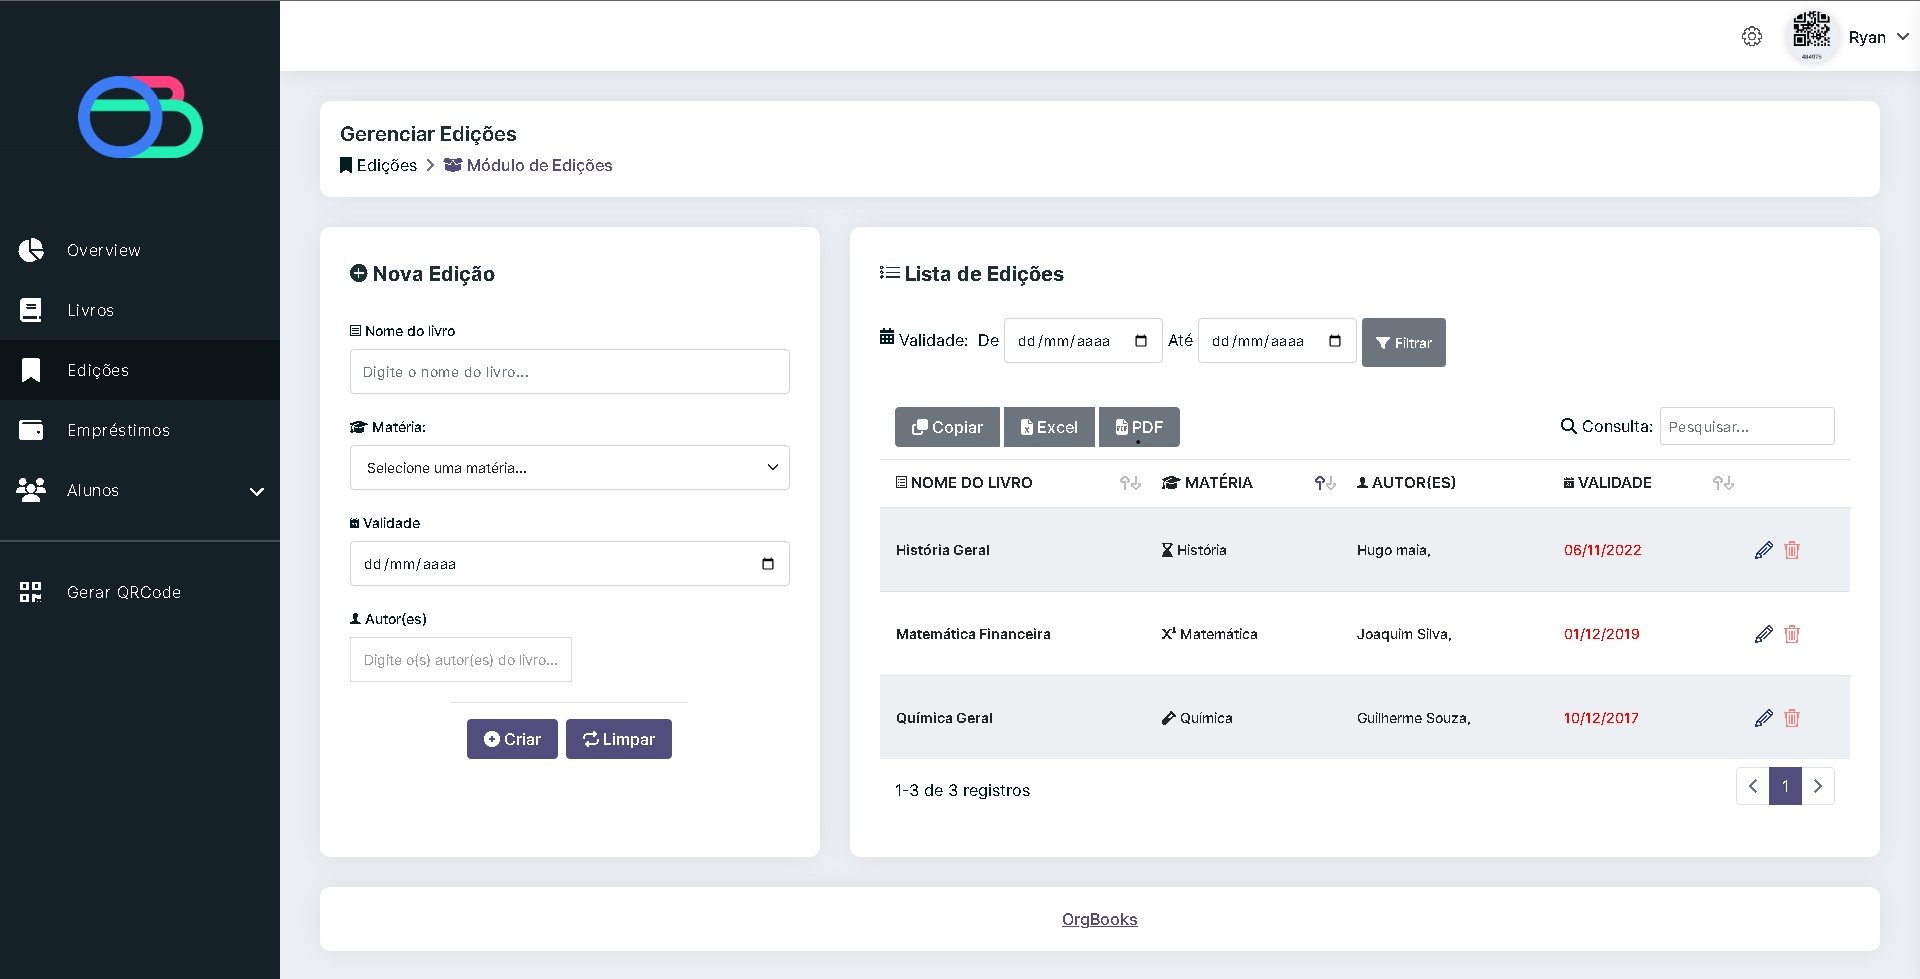 484975
Ryan
Overview
Livros
Edições
Empréstimos
Alunos
Gerar QRCode
Gerenciar Edições
Edições > Módulo de Edições
Nova Edição
Nome do livro
Digite o nome do livro...
Matéria:
Selecione uma matéria...
Validade
dd/mm/aaaa
Autor(es)
Digite o(s) autor(es) do livro...
Criar Limpar
Lista de Edições
Validade: De dd/mm/aaaa Até dd/mm/aaaa Filtrar
Copiar Excel PDF Consulta: Pesquisar...
NOME DO LIVRO MATÉRIA AUTOR(ES) VALIDADE
História Geral História Hugo maia, 06/11/2022
Matemática Financeira Matemática Joaquim Silva, 01/12/2019
Química Geral Química Guilherme Souza, 10/12/2017
1-3 de 3 registros 1
OrgBooks